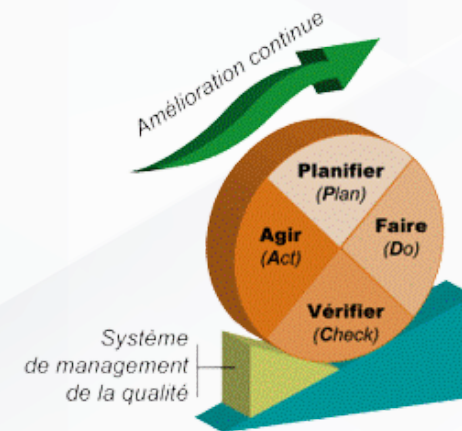 Amélioration continue
Planifier
(Plan)
Faire
(Do)
Agir
(Act)
Vérifier
(Check)
Système
de management
de la qualité